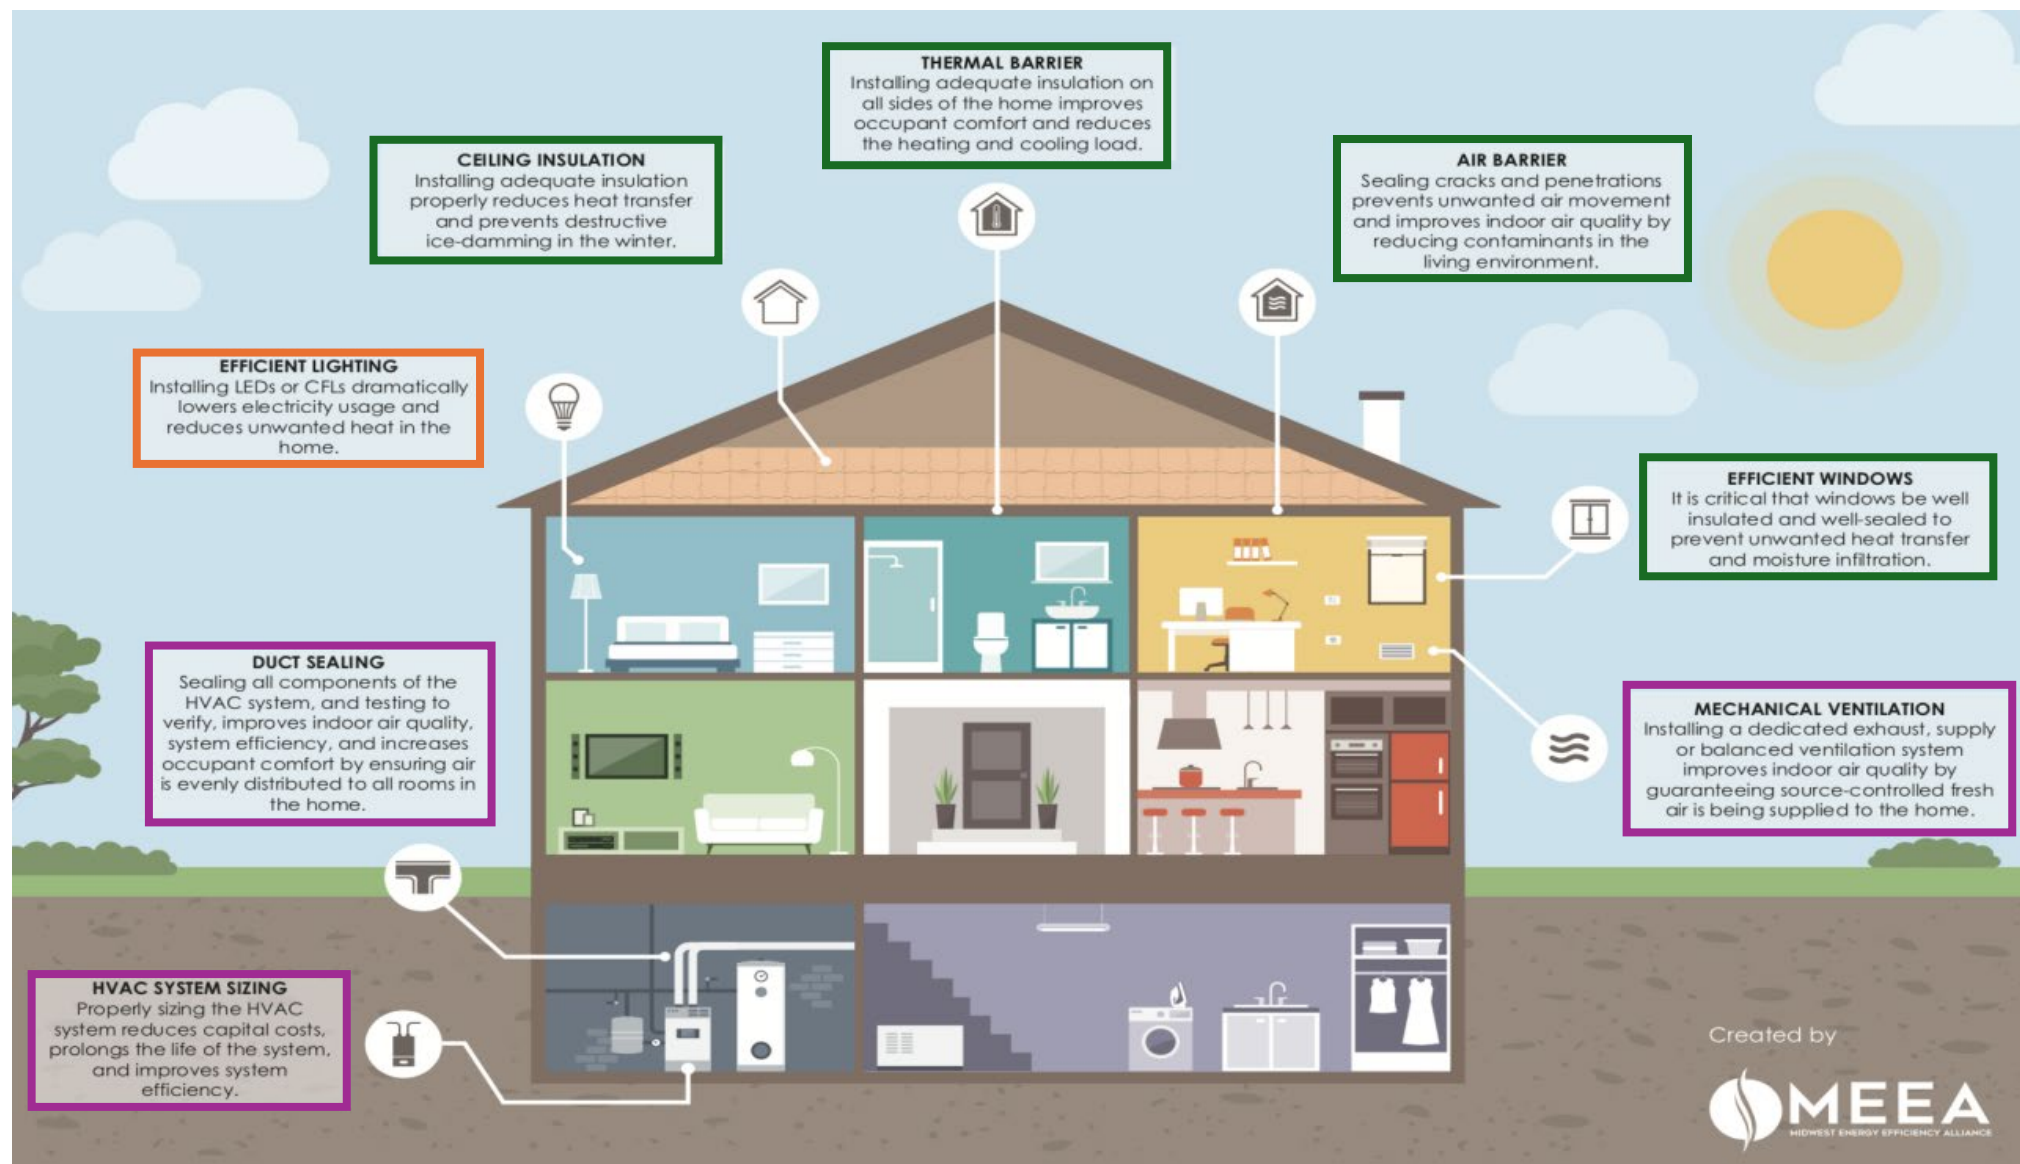 THERMAL BARRIER
Installing adequate insulation on
all sides of the home improves
occupant comfort and reduces
the heating and cooling load.
CEILING INSULATION
Installing adequate insulation
properly reduces heat transfer
and prevents destructive
ice-damming in the winter.
AIR BARRIER
Sealing cracks and penetrations
prevents unwanted air movement
and improves indoor air quality by
reducing contaminants in the
living environment.
EFFICIENT LIGHTING
Installing LEDs or CFLs dramatically
lowers electricity usage and
reduces unwanted heat in the
home.
EFFICIENT WINDOWS
It is critical that windows be well
insulated and well-sealed to
prevent unwanted heat transfer
and moisture infiltration.
DUCT SEALING
Sealing all components of the
HVAC system, and testing to
verify, improves indoor air quality,
system efficiency, and increases
occupant comfort by ensuring air
is evenly distributed to all rooms in
the home.
MECHANICAL VENTILATION
Installing a dedicated exhaust, supply
or balanced ventilation system
improves indoor air quality by
guaranteeing source-controlled fresh
air is being supplied to the home.
HVAC SYSTEM SIZING
Properly sizing the HVAC
system reduces capital costs,
prolongs the life of the system,
and improves system
efficiency.
Created by
MEEA
MIDWEST ENERGY EFFICIENCY ALLIANCE